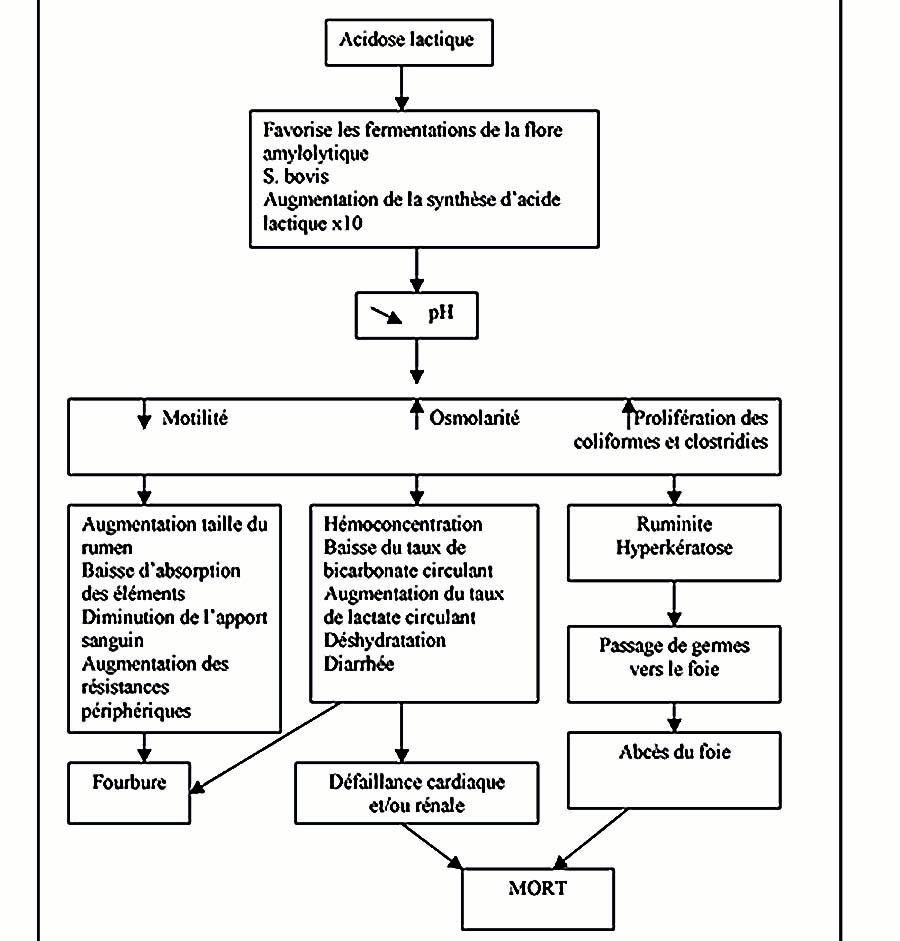 Acidose lactique
Favorise les fermentations de la flore
amylolytique
S. bovis
Augmentation de la synthèse d'acide
lactique x10
pH
Motilité
Osmolarité
Prolifération des
coliformes et clostridies
Augmentation taille du
rumen
Baisse d'absorption
des éléments
Diminution de l'apport
sanguin
Augmentation des
résistances
périphériques
Hémoconcentration
Baisse du taux de
bicarbonate circulant
Augmentation du taux
de lactate circulant
Déshydratation
Diarrhée
Ruminite
Hyperkératose
Passage de germes
vers le foie
Abcès du foie
Fourbure
Défaillance cardiaque
et/ou rénale
MORT